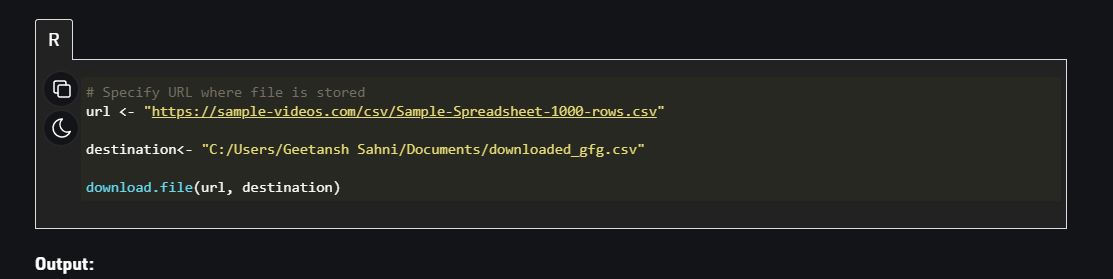 R
# Specify URL where file is stored
url <- "https://sample-videos.com/csv/Sample-Spreadsheet-1000-rows.csv"
destination<- "C:/Users/Geetansh Sahni/Documents/downloaded_gfg.csv"
download.file(url, destination)
Output: